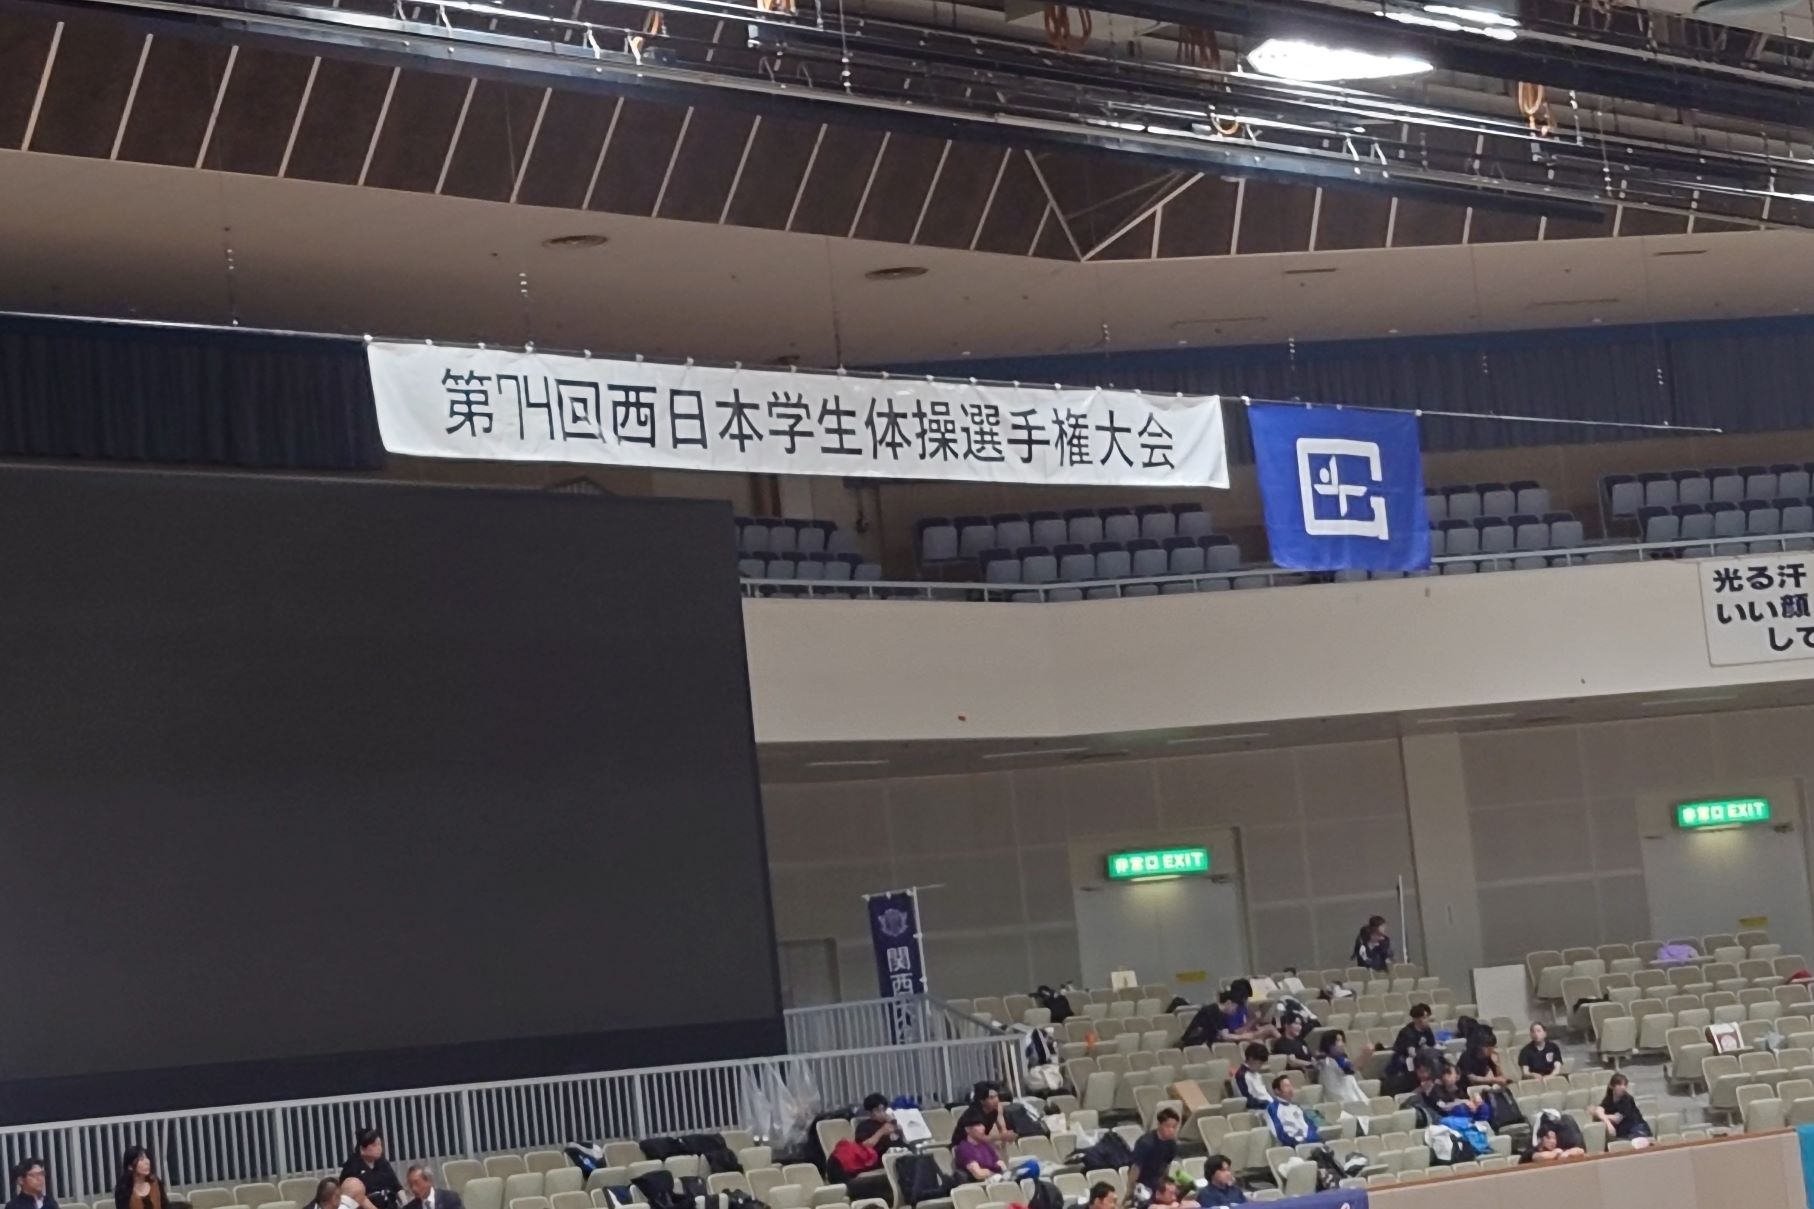 第74回西日本学生体操選手権大会
光る汗
いい顔
して
非常口 EXIT
非常口 EXIT
関西